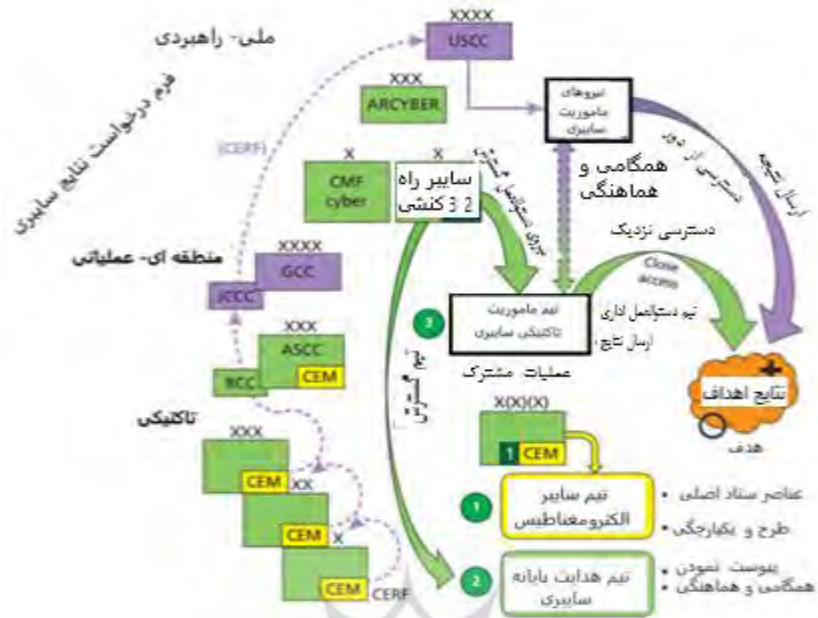 XXXX
USCC
ملی- راهبردی
فرم درخواست نتایج سایبری
(CERF)
XXX
ARCYBER
نیروهای
ماموریت
سایبری
دسترسی از دور
ارسال نتیجه
همگامی و
هماهنگی
X
CMF
cyber
X
سایبر راه
کنشی 3 2
دسترسی نزدیک
Close
access
منطقه ای- عملیاتی
XXXX
GCC
JCCC
3
تیم ماموریت
تاکتیکی سایبری
تیم دستوالعمل اداری
ارسال نتایج
عملیات مشترک
تیم گسترش
XXX
ASCC
CEM
RCC
نتایج اهداف
هدف
تاکتیکی
XXX
CEM
XX
CEM
X
CEM
CERF
X(X)(X)
1
CEM
1
تیم سایبر
الکترومغناطیس
• عناصر ستاد اصلی
• طرح و یکپارچگی
2
تیم هدایت پایانه
سایبری
پیوست نمودن
• همگامی و هماهنگی